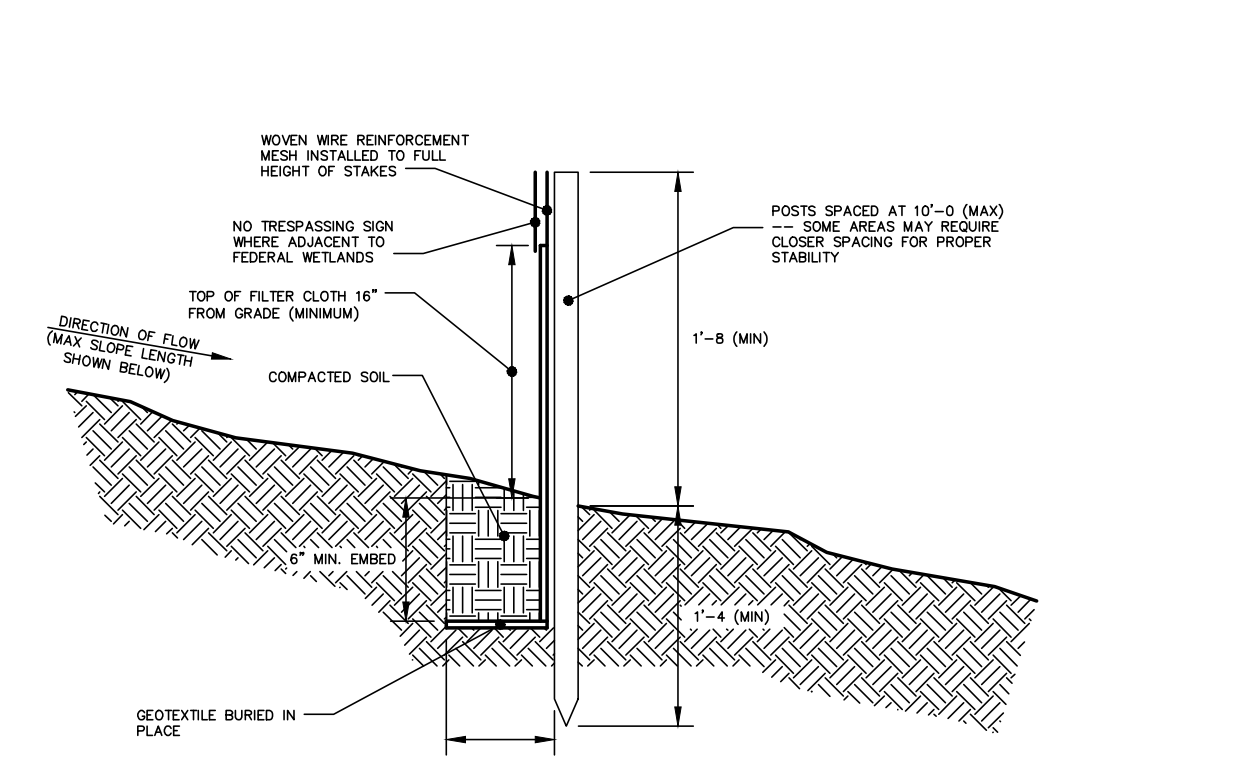 WOVEN WIRE REINFORCEMENT
MESH INSTALLED TO FULL
HEIGHT OF STAKES
NO TRESPASSING SIGN
WHERE ADJACENT TO
FEDERAL WETLANDS
POSTS SPACED AT 10'-0 (MAX)
-- SOME AREAS MAY REQUIRE
CLOSER SPACING FOR PROPER
STABILITY
TOP OF FILTER CLOTH 16"
FROM GRADE (MINIMUM)
DIRECTION OF FLOW
(MAX SLOPE LENGTH
SHOWN BELOW)
1'-8 (MIN)
COMPACTED SOIL
6" MIN. EMBED
1'-4 (MIN)
GEOTEXTILE BURIED IN
PLACE